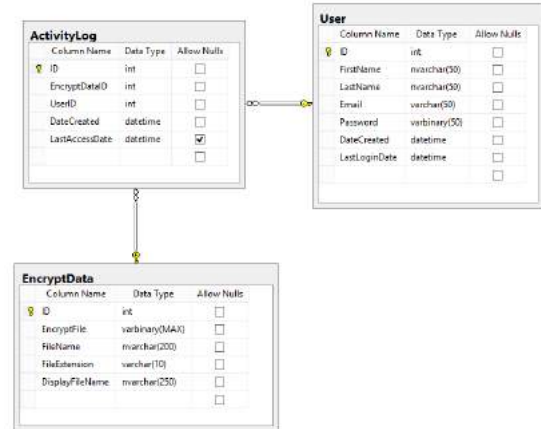 ActivityLog
Column Name Data Type Allow Nulls
ID int
EncryptDataID int
UserID int
DateCreated datetime
LastAccessDate datetime
User
Column Name Data Type Allow Nulls
ID int
FirstName nvarchar(50)
LastName nvarchar(50)
Email varchar(50)
Password varbinary(50)
DateCreated datetime
LastLoginDate datetime
EncryptData
Column Name Data Type Allow Nulls
ID int
EncryptFile varbinary(MAX)
FileName nvarchar(200)
FileExtension varchar(10)
DisplayFileName nvarchar(250)